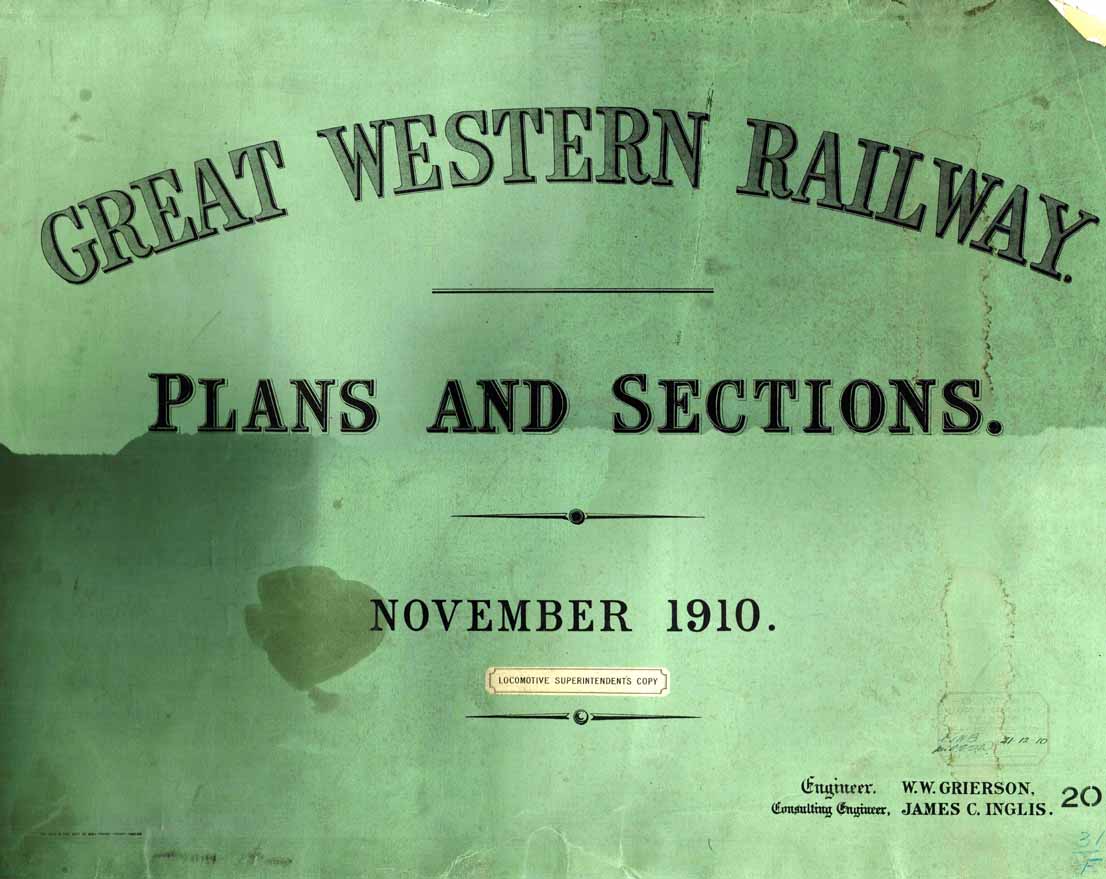 GREAT WESTERN RAILWAY.
PLANS AND SECTIONS.
NOVEMBER 1910.
LOCOMOTIVE SUPERINTENDENTS COPY
21-12-10
Engineer. W.W. GRIERSON,
Consulting Engineer, JAMES C. INGLIS.
20
31
F